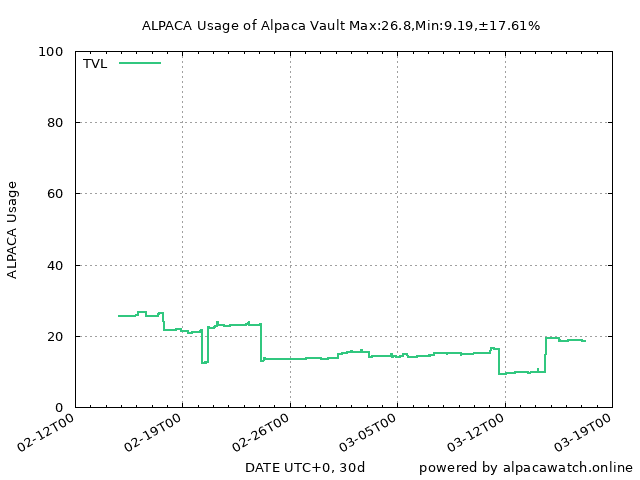 ALPACA Usage of Alpaca Vault Max:26.8,Min:9.19,±17.61%
100
TVL
80
60
ALPACA Usage
40
20
0
02-12T00
02-19T00
02-26T00
03-05T00
03-12T00
03-19T00
DATE UTC+0, 30d
powered by alpacawatch.online